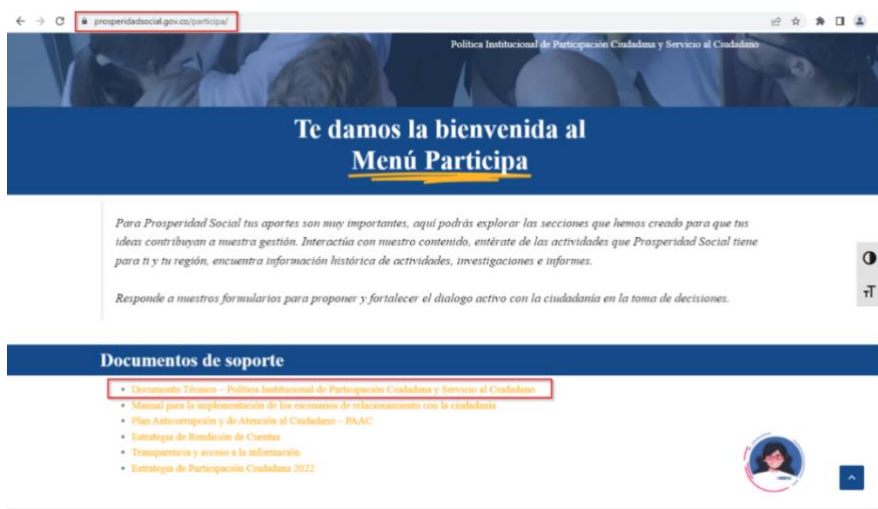 prosperidadsocial.gov.co/participa/
Política Institucional de Participación Ciudadana y Servicio al Ciudadano
Te damos la bienvenida al
Menú Participa
Para Prosperidad Social tus aportes son muy importantes, aquí podrás explorar las secciones que hemos creado para que tus
ideas contribuyan a nuestra gestión. Interactúa con nuestro contenido, entérate de las actividades que Prosperidad Social tiene
para ti y tu región, encuentra información histórica de actividades, investigaciones e informes.
Responde a nuestros formularios para proponer y fortalecer el dialogo activo con la ciudadanía en la toma de decisiones.
Documentos de soporte
• Documento Técnico – Política Institucional de Participación Ciudadana y Servicio al Ciudadano
• Manual para la implementación de los escenarios de relacionamiento con la ciudadanía
• Plan Anticorrupción y de Atención al Ciudadano – PAAC
• Estrategia de Rendición de Cuentas
• Transparencia y acceso a la información
• Estrategia de Participación Ciudadana 2022